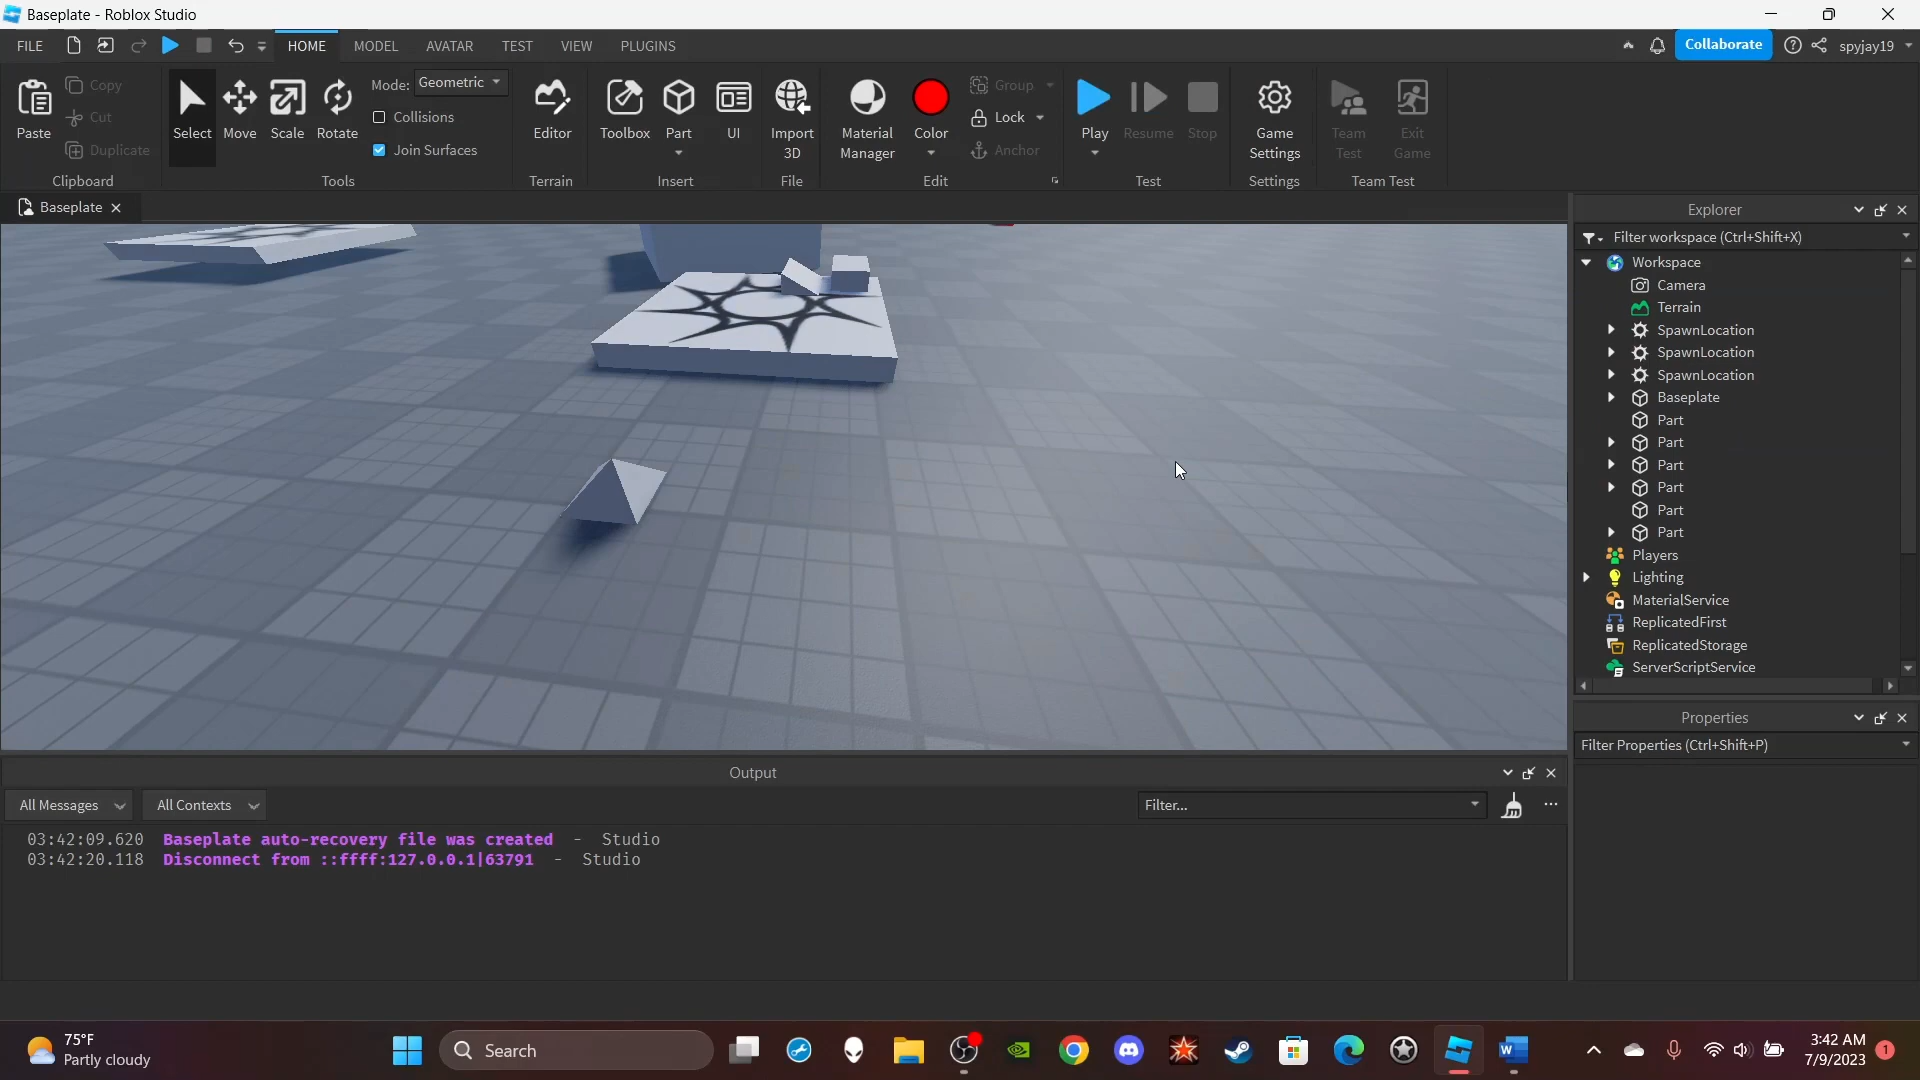 Baseplate - Roblox Studio
FILE HOME MODEL AVATAR TEST VIEW PLUGINS Collaborate spyjay19
Paste Copy Cut Duplicate Clipboard
Select Move Scale Rotate Mode: Geometric Collisions Join Surfaces Tools
Editor Terrain
Toolbox Part UI Insert
Import 3D File
Material Manager Color Group Lock Anchor Edit
Play Resume Stop Test
Game Settings Settings
Team Test Exit Game Team Test
Baseplate
Explorer
Filter workspace (Ctrl+Shift+X)
Workspace
Camera
Terrain
SpawnLocation
SpawnLocation
SpawnLocation
Baseplate
Part
Part
Part
Part
Part
Part
Players
Lighting
MaterialService
ReplicatedFirst
ReplicatedStorage
ServerScriptService
Properties
Filter Properties (Ctrl+Shift+P)
Output
All Messages All Contexts Filter...
03:42:09.620 Baseplate auto-recovery file was created - Studio
03:42:20.118 Disconnect from ::ffff:127.0.0.1|63791 - Studio
75°F
Partly cloudy
Search
3:42 AM
7/9/2023
1